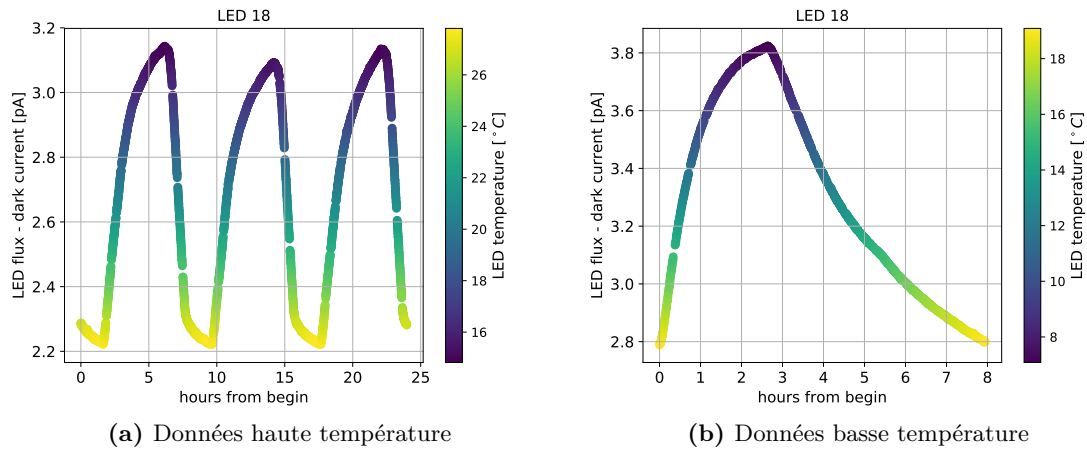 LED 18
LED flux - dark current [pA]
3.2
3.0
2.8
2.6
2.4
2.2
0 5 10 15 20 25
hours from begin
26
24
22
20
18
16
LED temperature [°C]
(a) Données haute température
LED 18
LED flux - dark current [pA]
3.8
3.6
3.4
3.2
3.0
2.8
0 1 2 3 4 5 6 7 8
hours from begin
18
16
14
12
10
8
LED temperature [°C]
(b) Données basse température